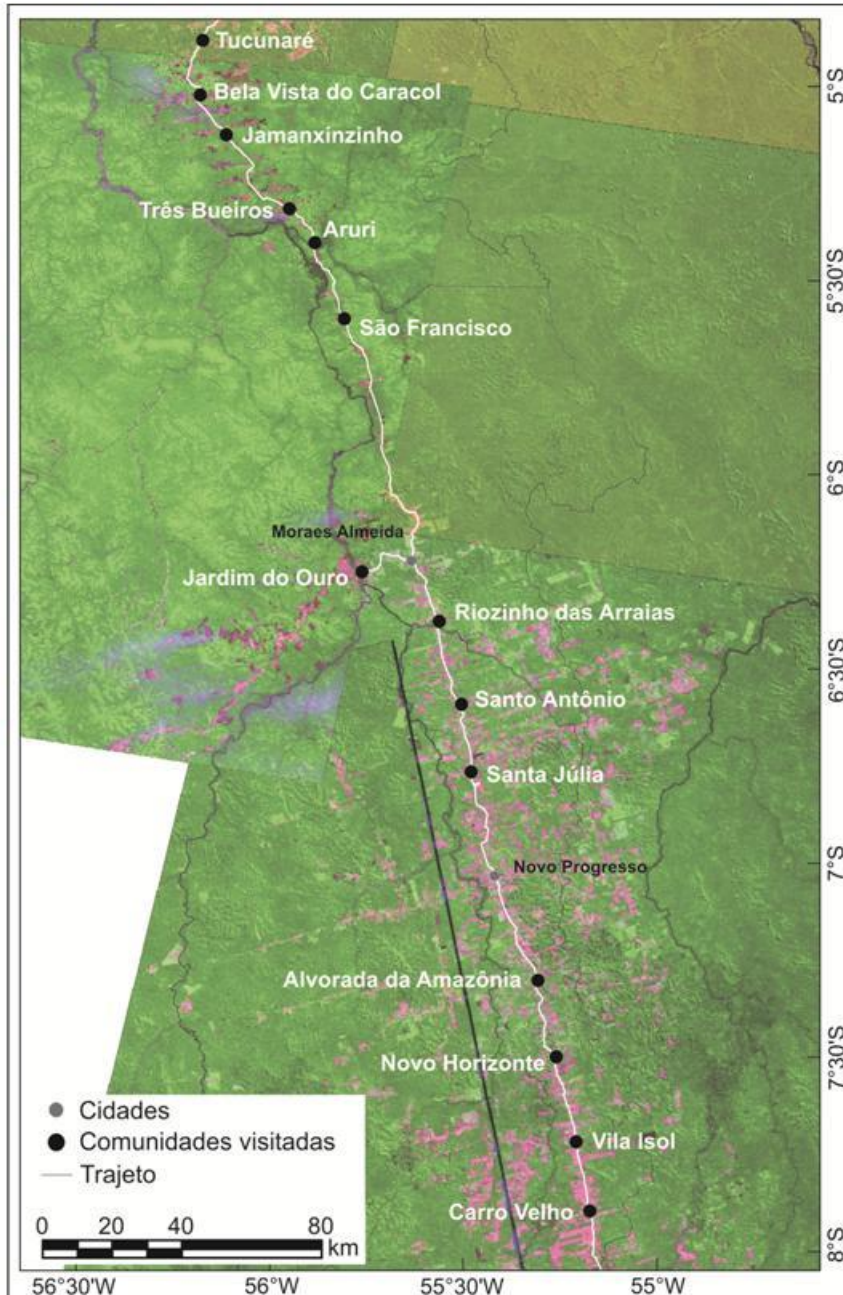 Tucunaré
Bela Vista do Caracol
Jamanxinzinho
Três Bueiros
Aruri
São Francisco
Moraes Almeida
Jardim do Ouro
Riozinho das Arraias
Santo Antônio
Santa Júlia
Novo Progresso
Alvorada da Amazônia
Novo Horizonte
Vila Isol
Carro Velho
5°S
5°30'S
6°S
6°30'S
7°S
7°30'S
8°S
Cidades
Comunidades visitadas
Trajeto
0 20 40 80
km
56°30'W 56°W 55°30'W 55°W